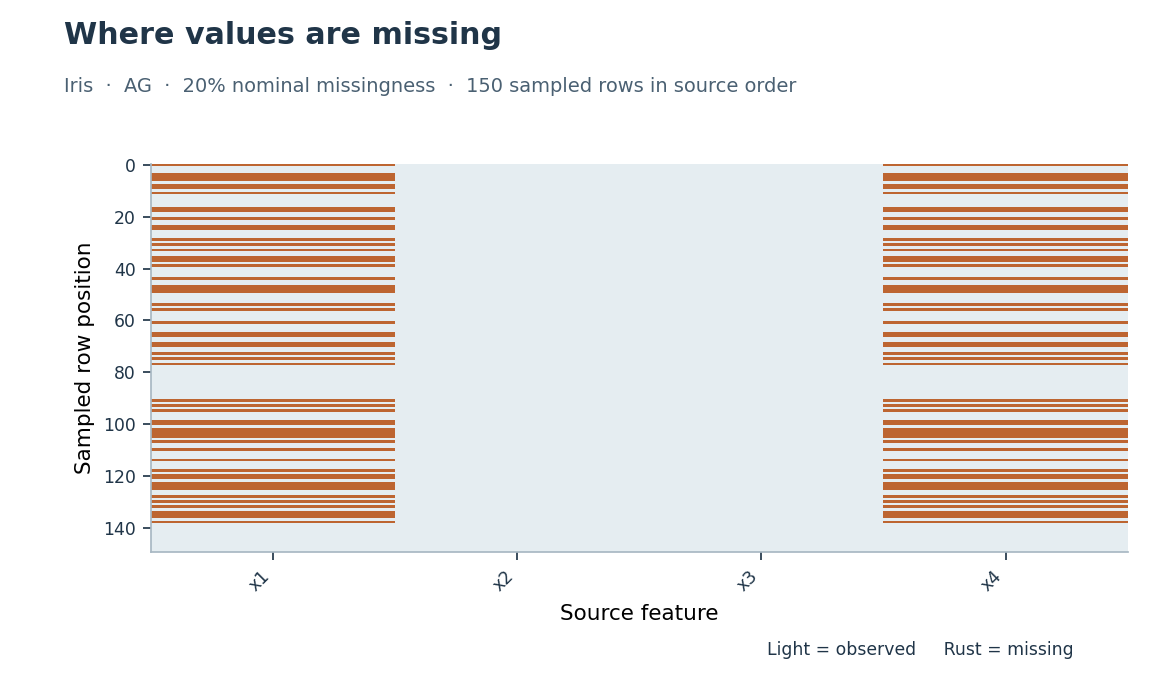 Where values are missing
Iris · AG · 20% nominal missingness · 150 sampled rows in source order
0
20
40
60
80
100
120
140
Sampled row position
x1
x2
x3
x4
Source feature
Light = observed Rust = missing